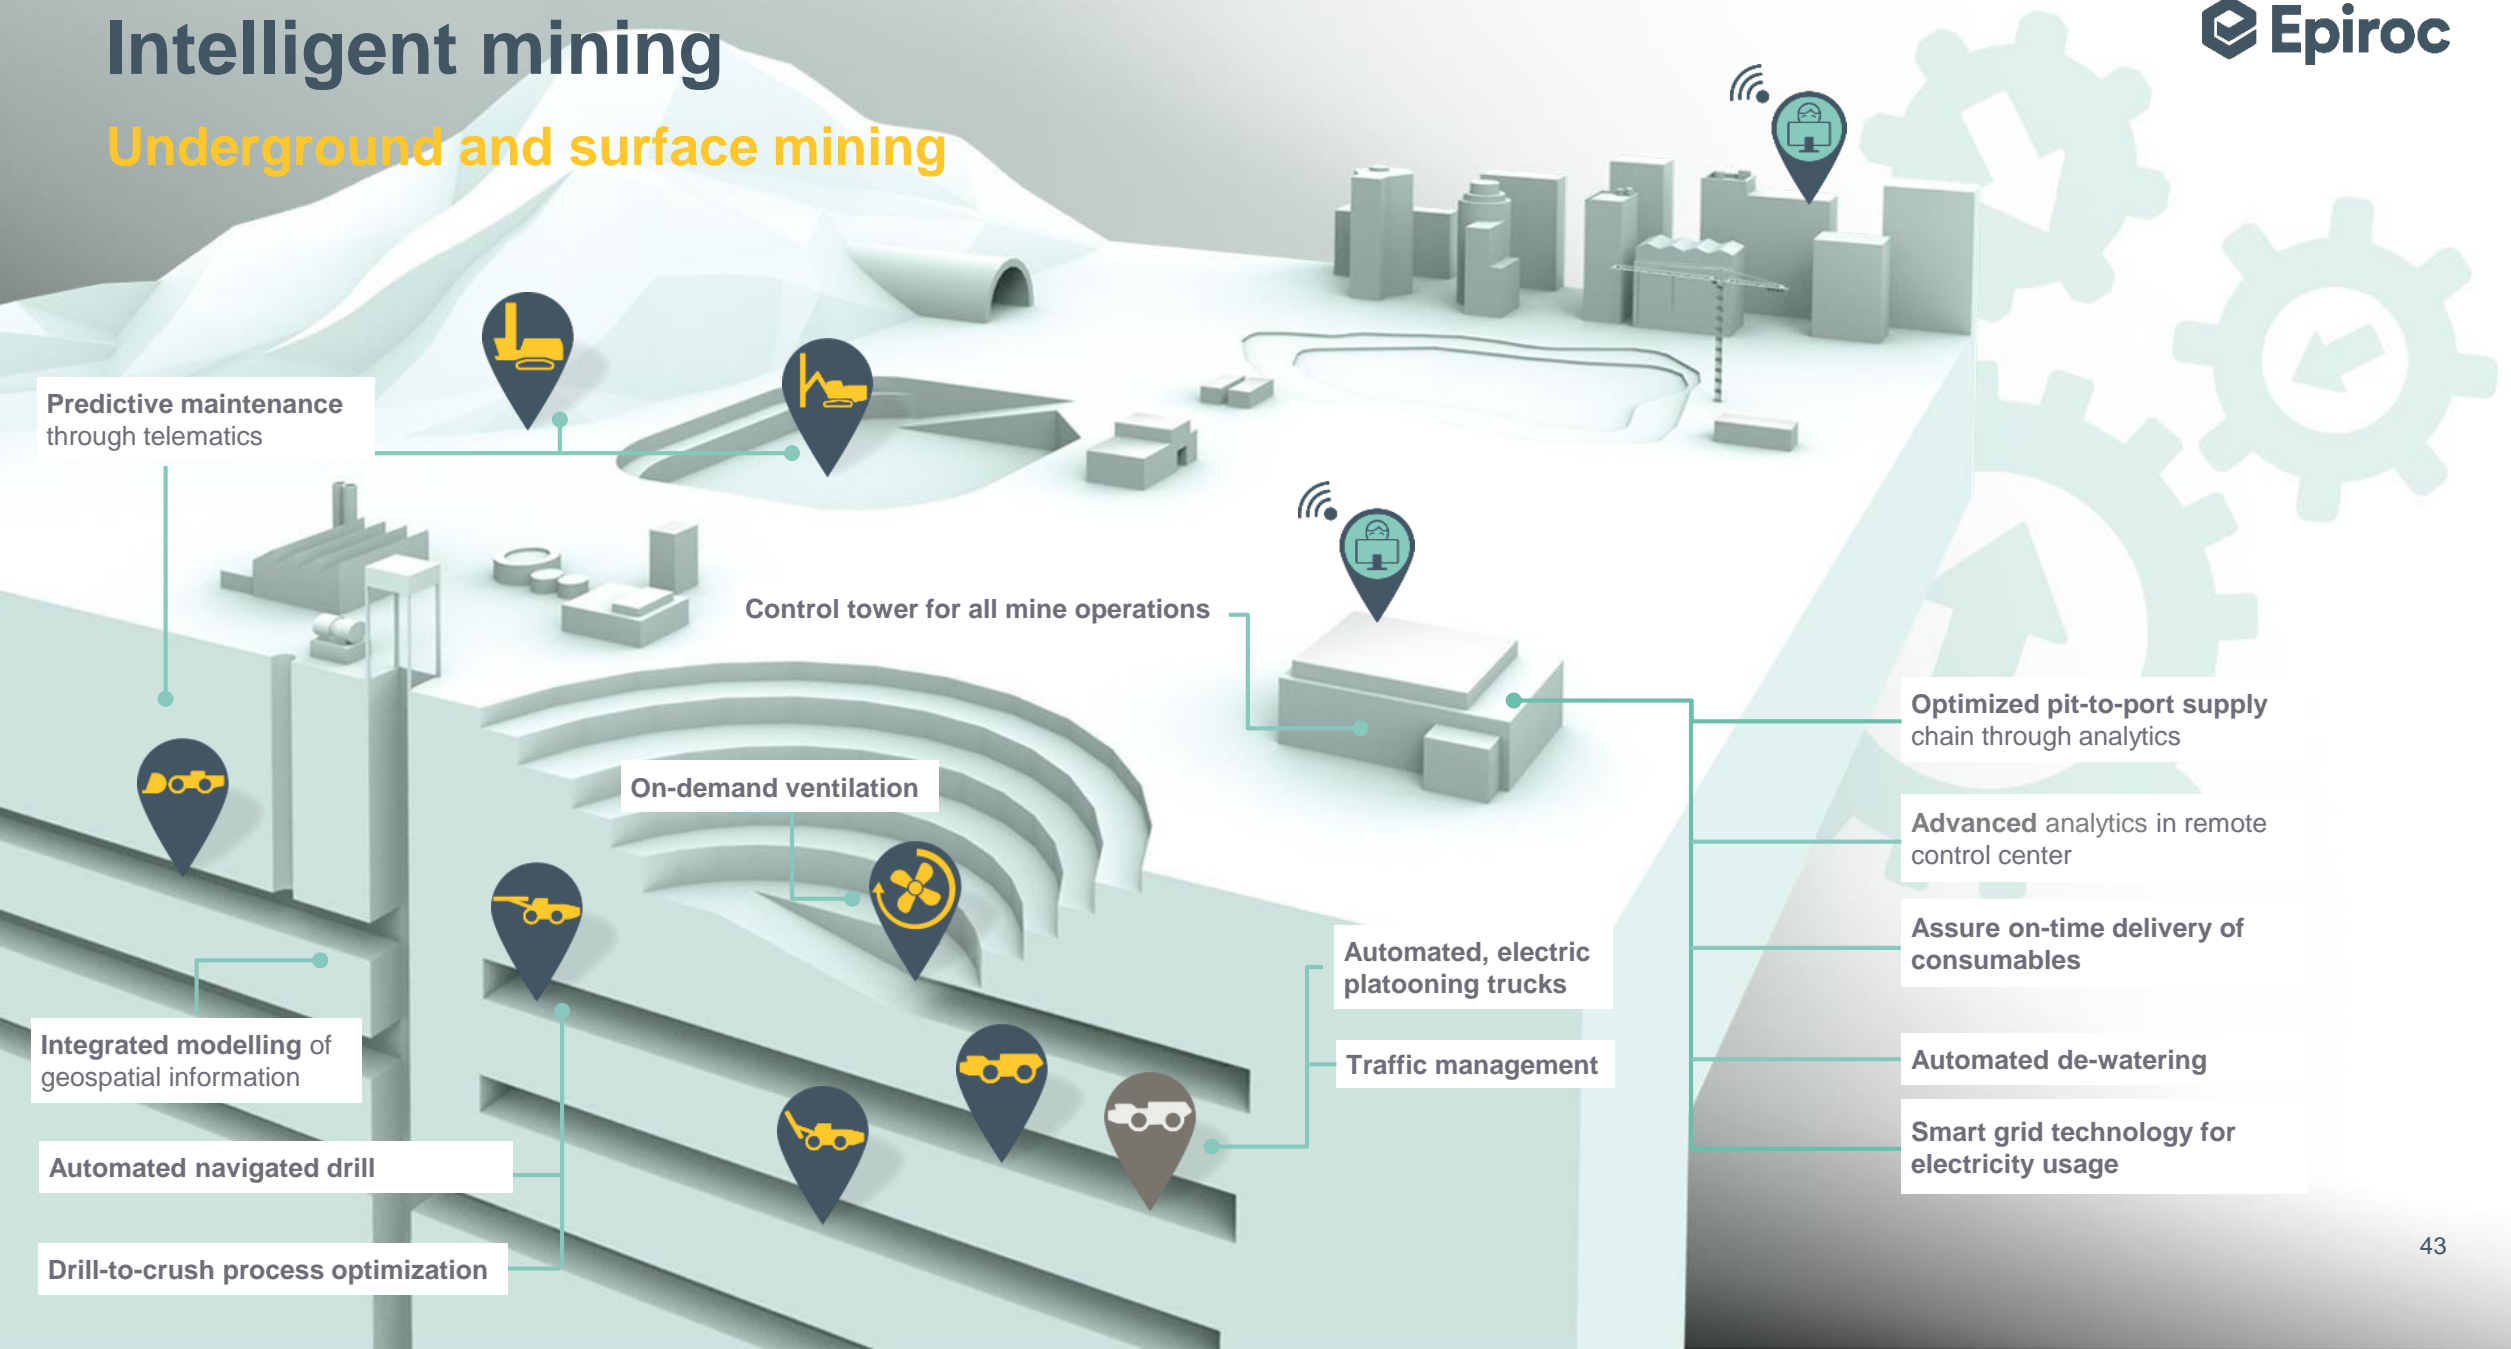 Intelligent mining
Epiroc
Underground and surface mining
Predictive maintenance
through telematics
Control tower for all mine operations
On-demand ventilation
Optimized pit-to-port supply
chain through analytics
Advanced analytics in remote
control center
Assure on-time delivery of
consumables
Automated, electric
platooning trucks
Traffic management
Automated de-watering
Smart grid technology for
electricity usage
Integrated modelling of
geospatial information
Automated navigated drill
Drill-to-crush process optimization
43